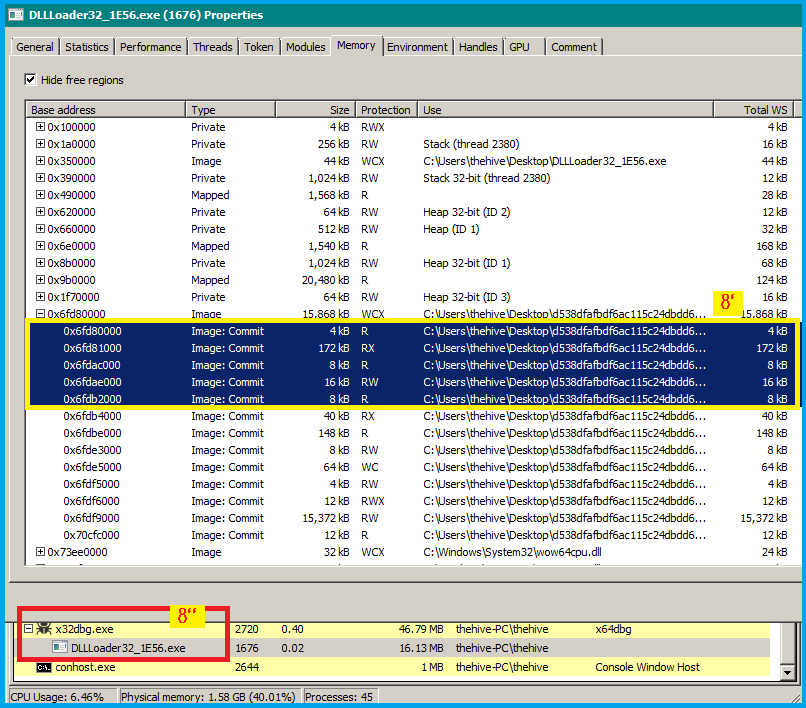 DLLLoader32_1E56.exe (1676) Properties
General Statistics Performance Threads Token Modules Memory Environment Handles GPU Comment
Hide free regions
Base address Type Size Protection Use Total WS
0x100000 Private 4 kB RWX 4 kB
0x1a0000 Private 256 kB RW Stack (thread 2380) 16 kB
0x350000 Image 44 kB WCX C:\Users\thehive\Desktop\DLLLoader32_1E56.exe 44 kB
0x390000 Private 1,024 kB RW Stack 32-bit (thread 2380) 12 kB
0x490000 Mapped 1,568 kB R 28 kB
0x620000 Private 64 kB RW Heap 32-bit (ID 2) 12 kB
0x660000 Private 512 kB RW Heap (ID 1) 32 kB
0x6e0000 Mapped 1,540 kB R 168 kB
0x8b0000 Private 1,024 kB RW Heap 32-bit (ID 1) 68 kB
0x9b0000 Mapped 20,480 kB R 124 kB
0x1f70000 Private 64 kB RW Heap 32-bit (ID 3) 8‘ 16 kB
0x6fd80000 Image 15,868 kB WCX C:\Users\thehive\Desktop\d538dfafbdf6ac115c24dbdd6... 15,868 kB
0x6fd80000 Image: Commit 4 kB R C:\Users\thehive\Desktop\d538dfafbdf6ac115c24dbdd6... 4 kB
0x6fd81000 Image: Commit 172 kB RX C:\Users\thehive\Desktop\d538dfafbdf6ac115c24dbdd6... 172 kB
0x6fdac000 Image: Commit 8 kB R C:\Users\thehive\Desktop\d538dfafbdf6ac115c24dbdd6... 8 kB
0x6fdae000 Image: Commit 16 kB RW C:\Users\thehive\Desktop\d538dfafbdf6ac115c24dbdd6... 16 kB
0x6fdb2000 Image: Commit 8 kB R C:\Users\thehive\Desktop\d538dfafbdf6ac115c24dbdd6... 8 kB
0x6fdb4000 Image: Commit 40 kB RX C:\Users\thehive\Desktop\d538dfafbdf6ac115c24dbdd6... 40 kB
0x6fdbe000 Image: Commit 148 kB R C:\Users\thehive\Desktop\d538dfafbdf6ac115c24dbdd6... 148 kB
0x6fde3000 Image: Commit 8 kB RW C:\Users\thehive\Desktop\d538dfafbdf6ac115c24dbdd6... 8 kB
0x6fde5000 Image: Commit 64 kB WC C:\Users\thehive\Desktop\d538dfafbdf6ac115c24dbdd6... 64 kB
0x6fdf5000 Image: Commit 4 kB RW C:\Users\thehive\Desktop\d538dfafbdf6ac115c24dbdd6... 4 kB
0x6fdf6000 Image: Commit 12 kB RWX C:\Users\thehive\Desktop\d538dfafbdf6ac115c24dbdd6... 12 kB
0x6fdf9000 Image: Commit 15,372 kB RW C:\Users\thehive\Desktop\d538dfafbdf6ac115c24dbdd6... 15,372 kB
0x70cfc000 Image: Commit 12 kB R C:\Users\thehive\Desktop\d538dfafbdf6ac115c24dbdd6... 12 kB
0x73ee0000 Image 32 kB WCX C:\Windows\System32\wow64cpu.dll 24 kB
8“
x32dbg.exe 2720 0.40 46.79 MB thehive-PC\thehive x64dbg
DLLLoader32_1E56.exe 1676 0.02 16.13 MB thehive-PC\thehive
conhost.exe 2644 1 MB thehive-PC\thehive Console Window Host
CPU Usage: 6.46% Physical memory: 1.58 GB (40.01%) Processes: 45